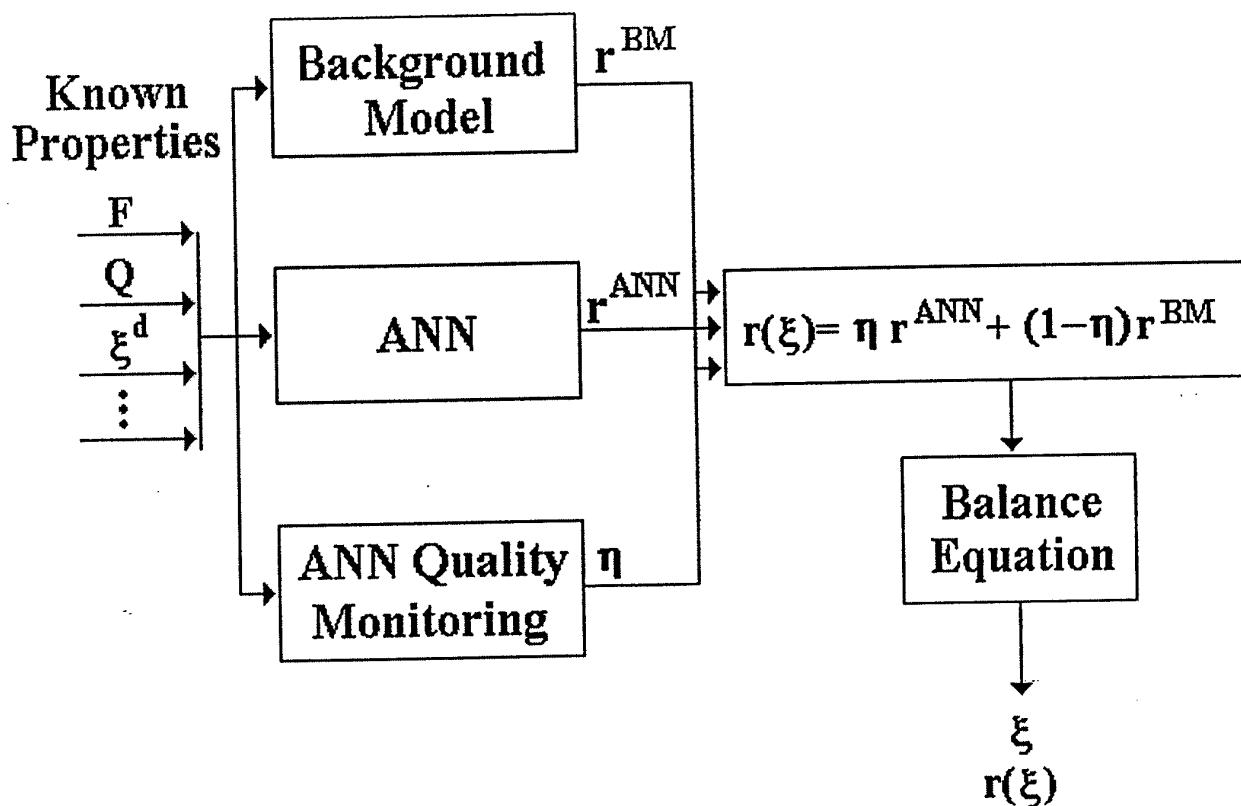 Known
Properties
F
Q
ξ^d
⋮
Background
Model
r^BM
ANN
r^ANN
ANN Quality
Monitoring
η
r(ξ)= η r^ANN + (1−η) r^BM
Balance
Equation
ξ
r(ξ)